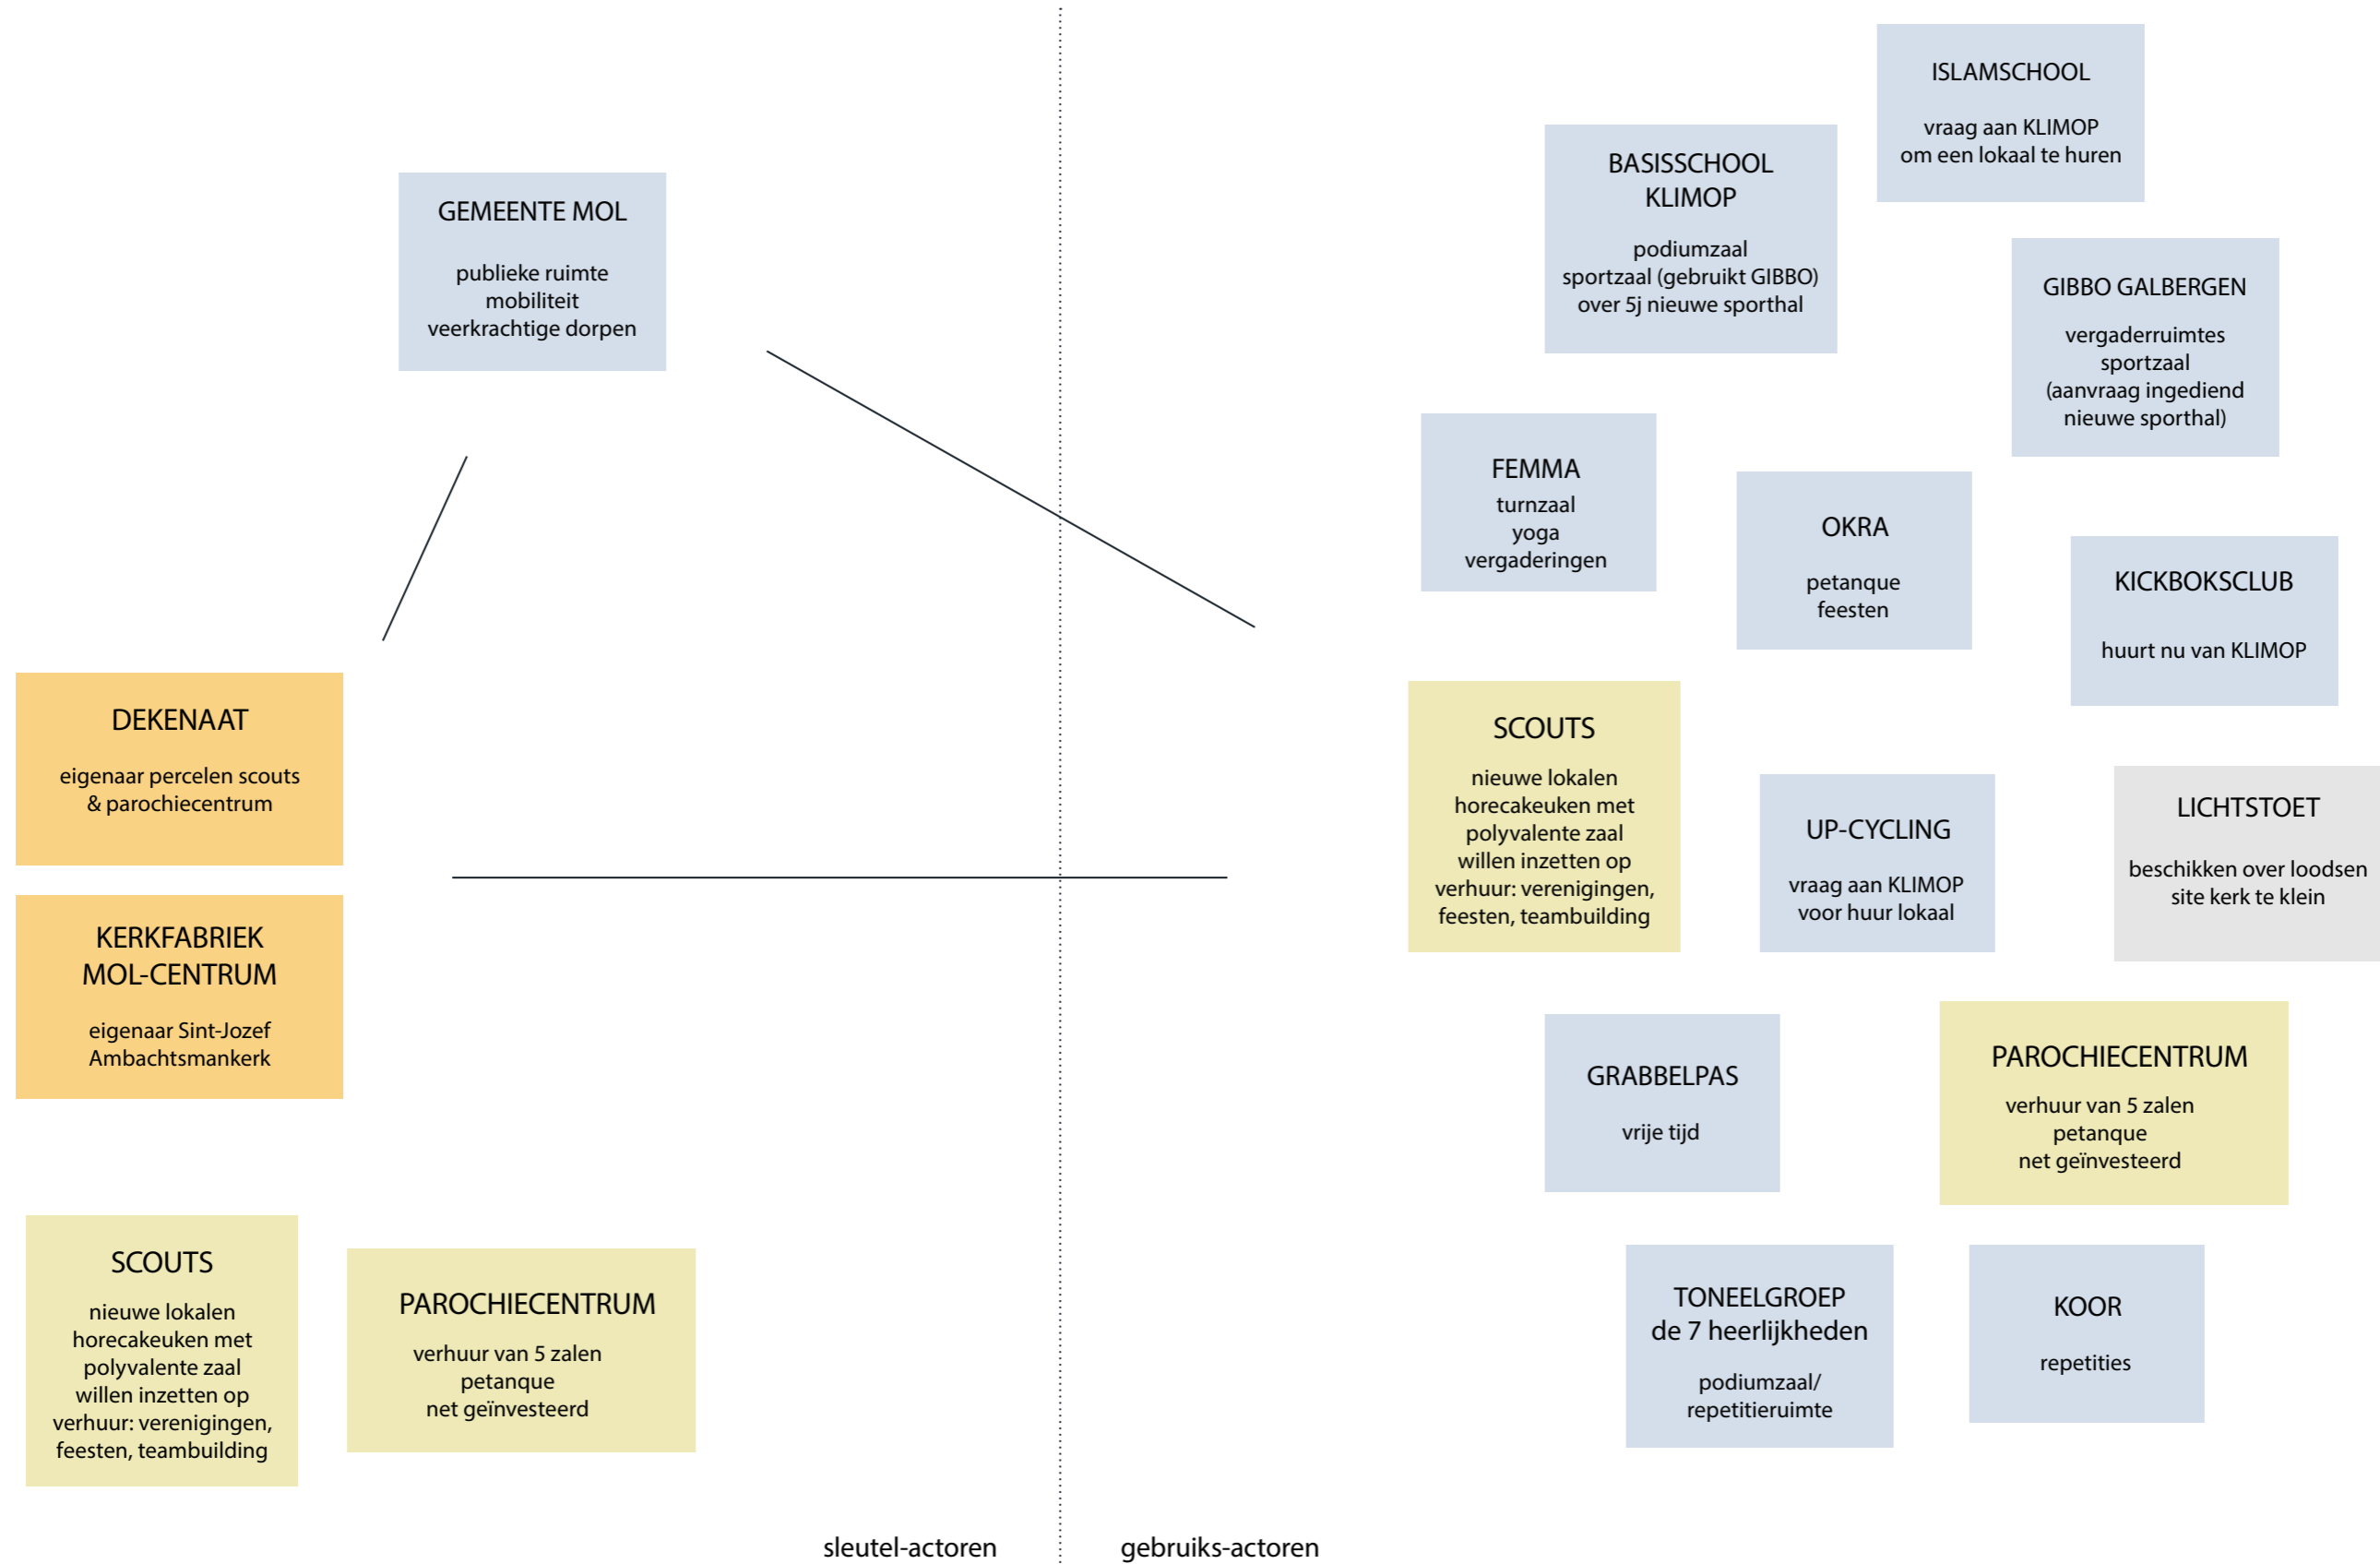 GEMEENTE MOL
publieke ruimte
mobiliteit
veerkrachtige dorpen
DEKENAAT
eigenaar percelen scouts
& parochiecentrum
KERKFABRIEK
MOL-CENTRUM
eigenaar Sint-Jozef
Ambachtsmankerk
SCOUTS
nieuwe lokalen
horecakeuken met
polyvalente zaal
willen inzetten op
verhuur: verenigingen,
feesten, teambuilding
PAROCHIECENTRUM
verhuur van 5 zalen
petanque
net geïnvesteerd
sleutel-actoren
gebruiks-actoren
ISLAMSCHOOL
vraag aan KLIMOP
om een lokaal te huren
BASISSCHOOL
KLIMOP
podiumzaal
sportzaal (gebruikt GIBBO)
over 5j nieuwe sporthal
GIBBO GALBERGEN
vergaderruimtes
sportzaal
(aanvraag ingediend
nieuwe sporthal)
FEMMA
turnzaal
yoga
vergaderingen
OKRA
petanque
feesten
KICKBOKSCLUB
huurt nu van KLIMOP
SCOUTS
nieuwe lokalen
horecakeuken met
polyvalente zaal
willen inzetten op
verhuur: verenigingen,
feesten, teambuilding
UP-CYCLING
vraag aan KLIMOP
voor huur lokaal
LICHTSTOET
beschikken over loodsen
site kerk te klein
GRABBELPAS
vrije tijd
PAROCHIECENTRUM
verhuur van 5 zalen
petanque
net geïnvesteerd
TONEELGROEP
de 7 heerlijkheden
podiumzaal/
repetitieruimte
KOOR
repetities